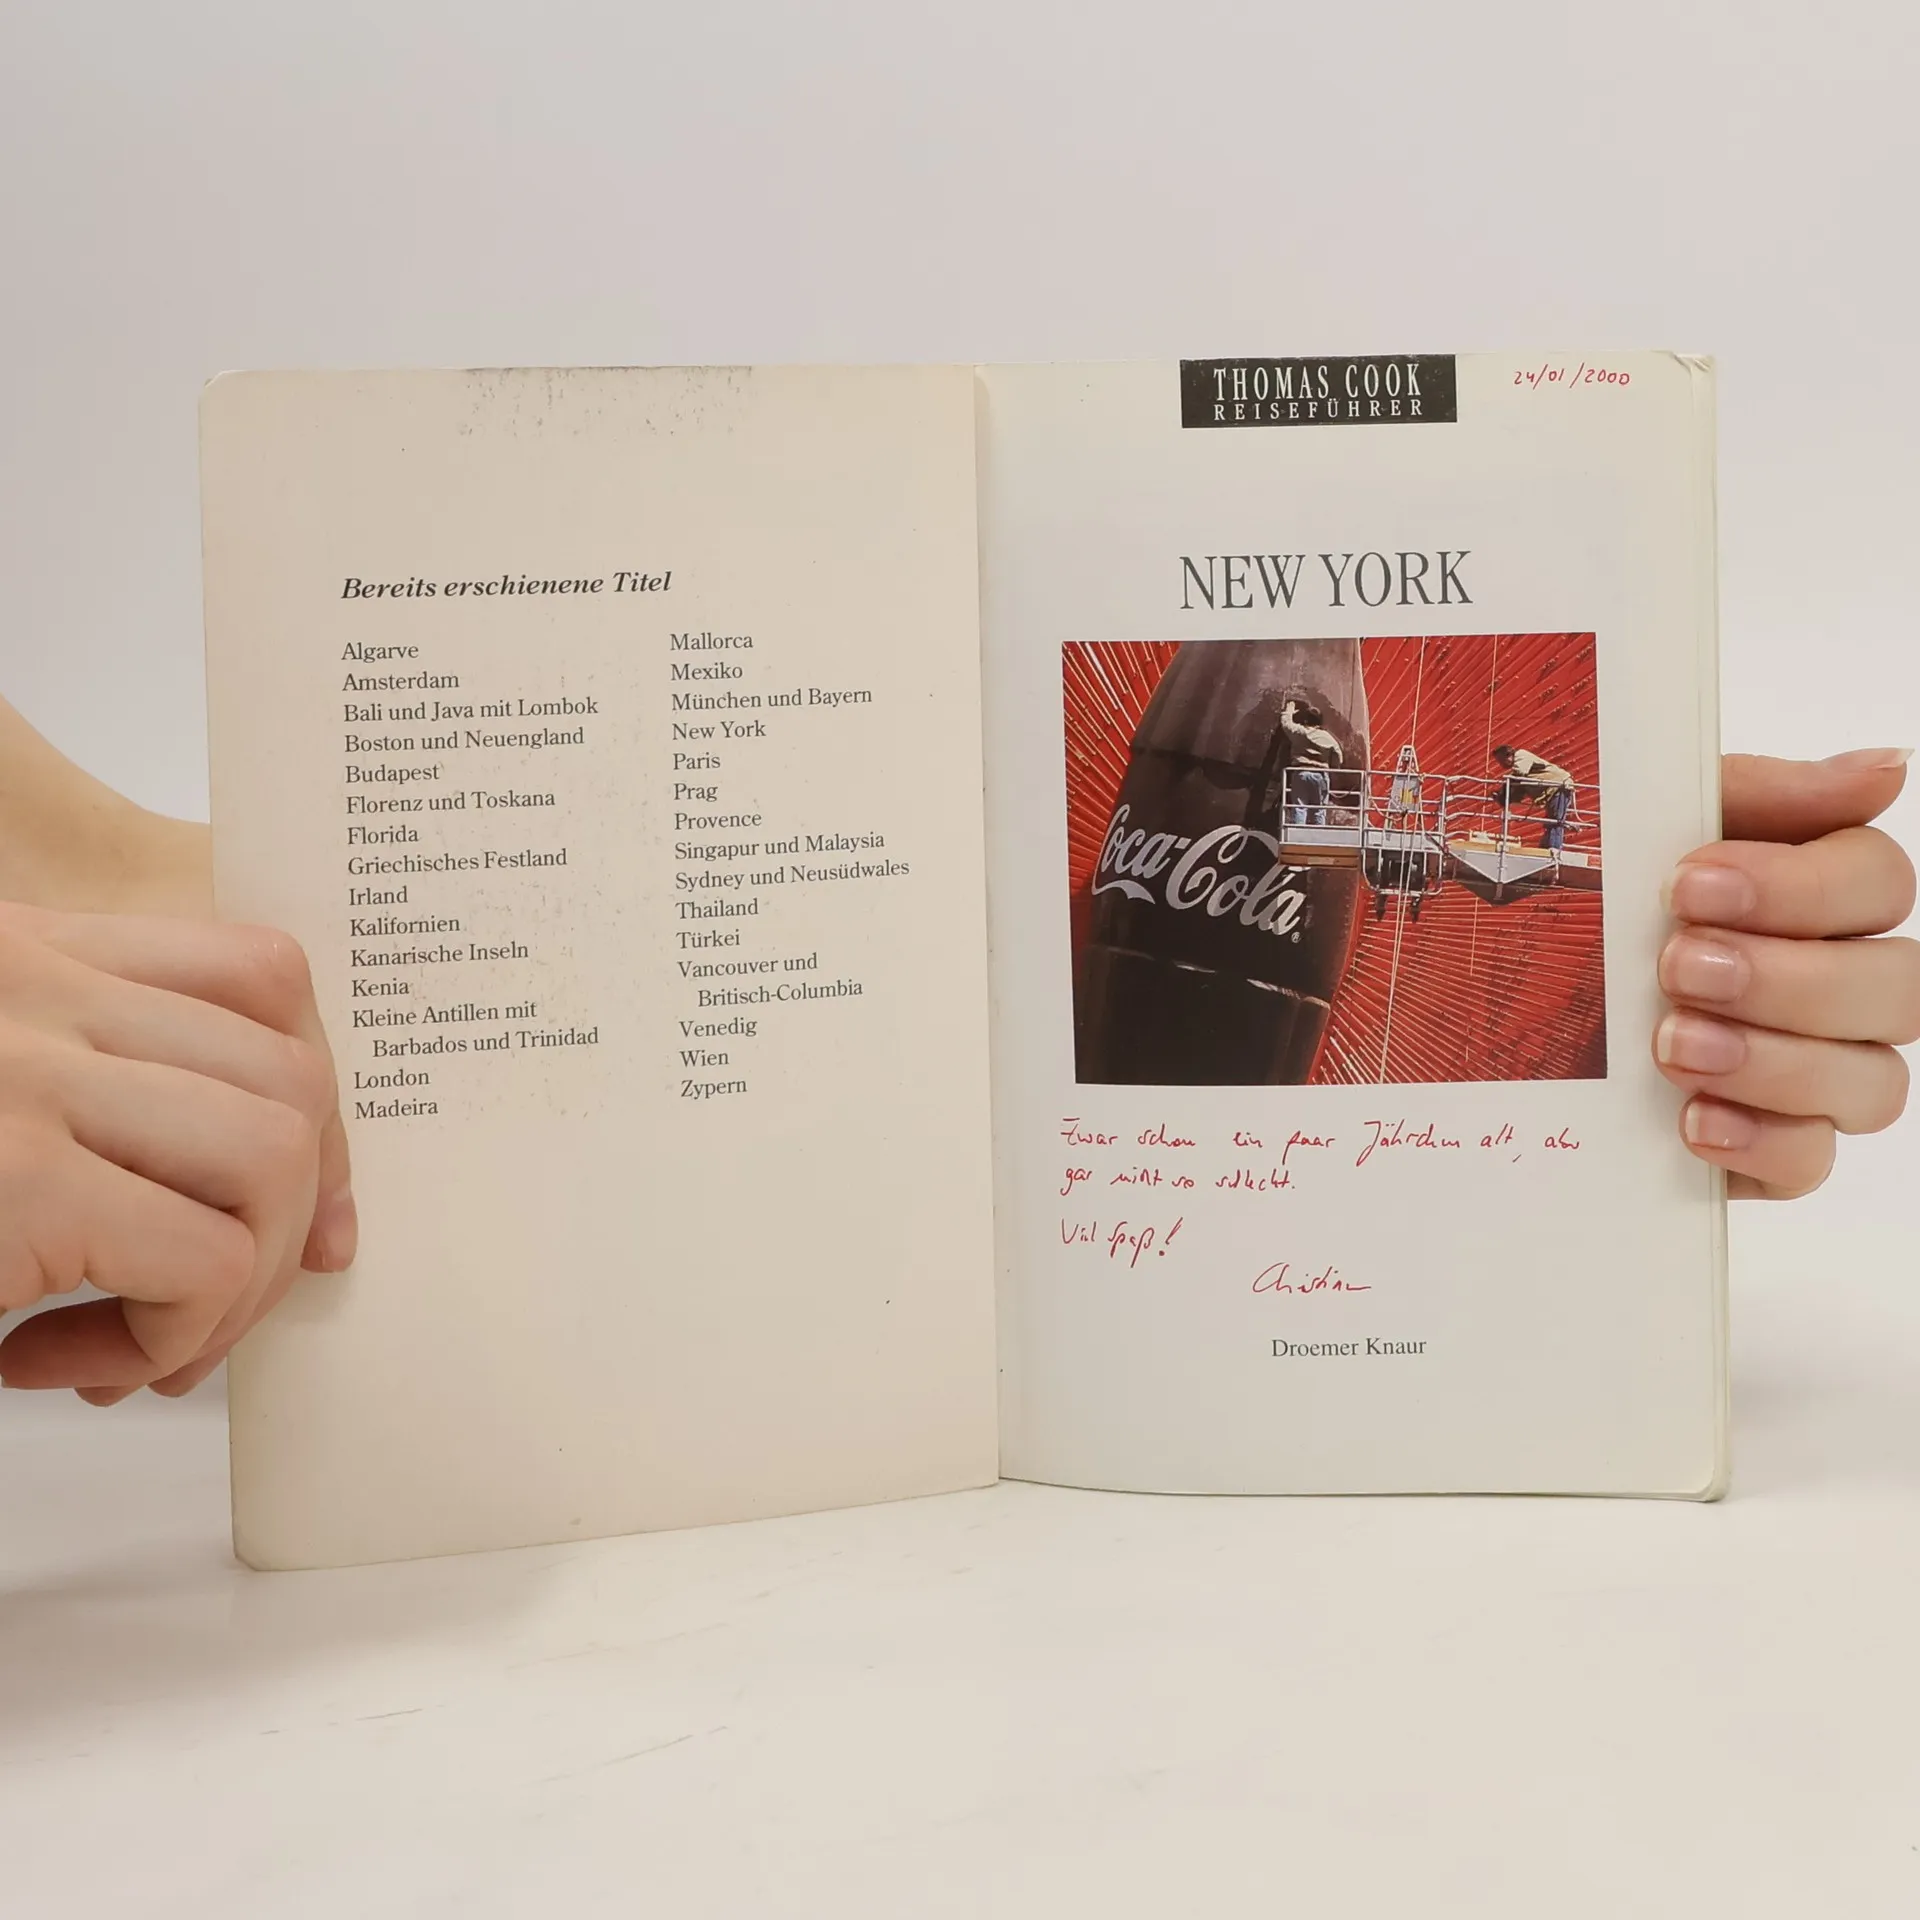 Bereits erschienene Titel
Algarve
Amsterdam
Bali und Java mit Lombok
Boston und Neuengland
Budapest
Florenz und Toskana
Florida
Griechisches Festland
Irland
Kalifornien
Kanarische Inseln
Kenia
Kleine Antillen mit
Barbados und Trinidad
London
Madeira
Mallorca
Mexiko
München und Bayern
New York
Paris
Prag
Provence
Singapur und Malaysia
Sydney und Neusüdwales
Thailand
Türkei
Vancouver und
Britisch-Columbia
Venedig
Wien
Zypern
THOMAS COOK
REISEFÜHRER
24/01/2000
NEW YORK
Coca-Cola®
Zwar schon ein paar Jährchen alt, aber
gar nicht so schlecht.
Viel Spaß!
Christian
Droemer Knaur